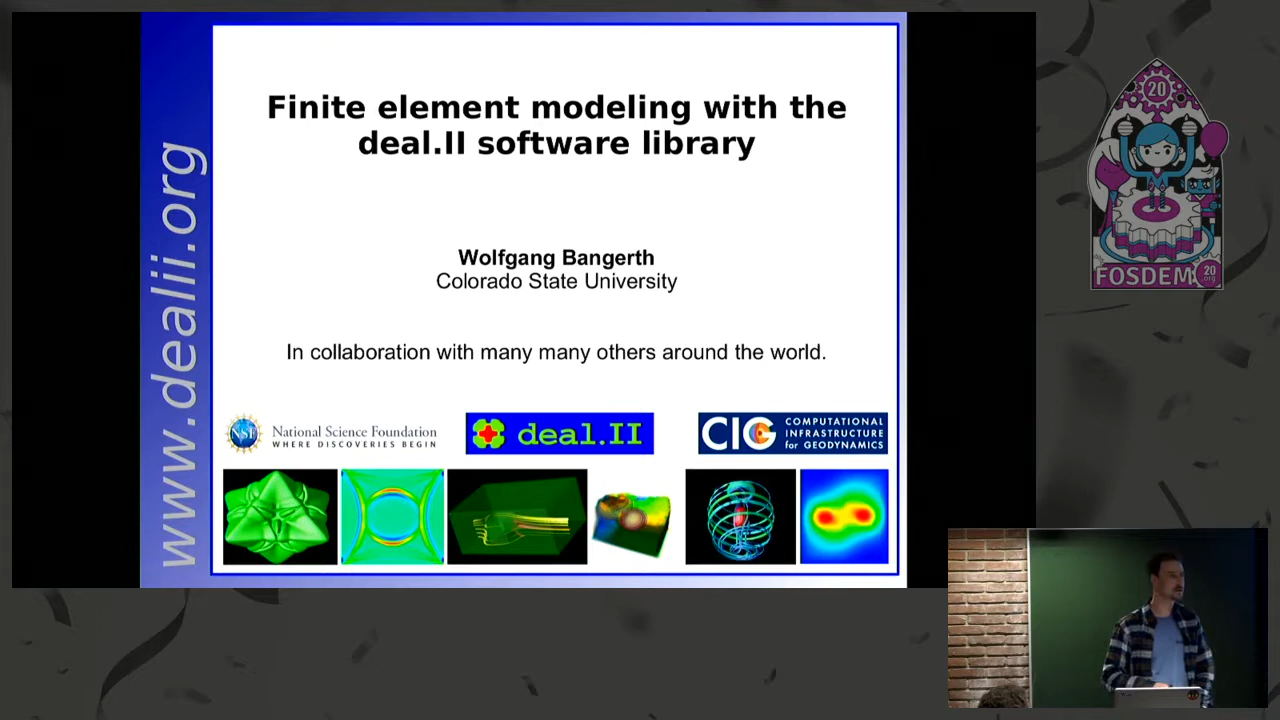 Finite element modeling with the
deal.II software library
Wolfgang Bangerth
Colorado State University
In collaboration with many many others around the world.
www.dealii.org
NSF
National Science Foundation
WHERE DISCOVERIES BEGIN
deal.II
CIG
COMPUTATIONAL
INFRASTRUCTURE
for GEODYNAMICS
20
FOSDEM
20
.org